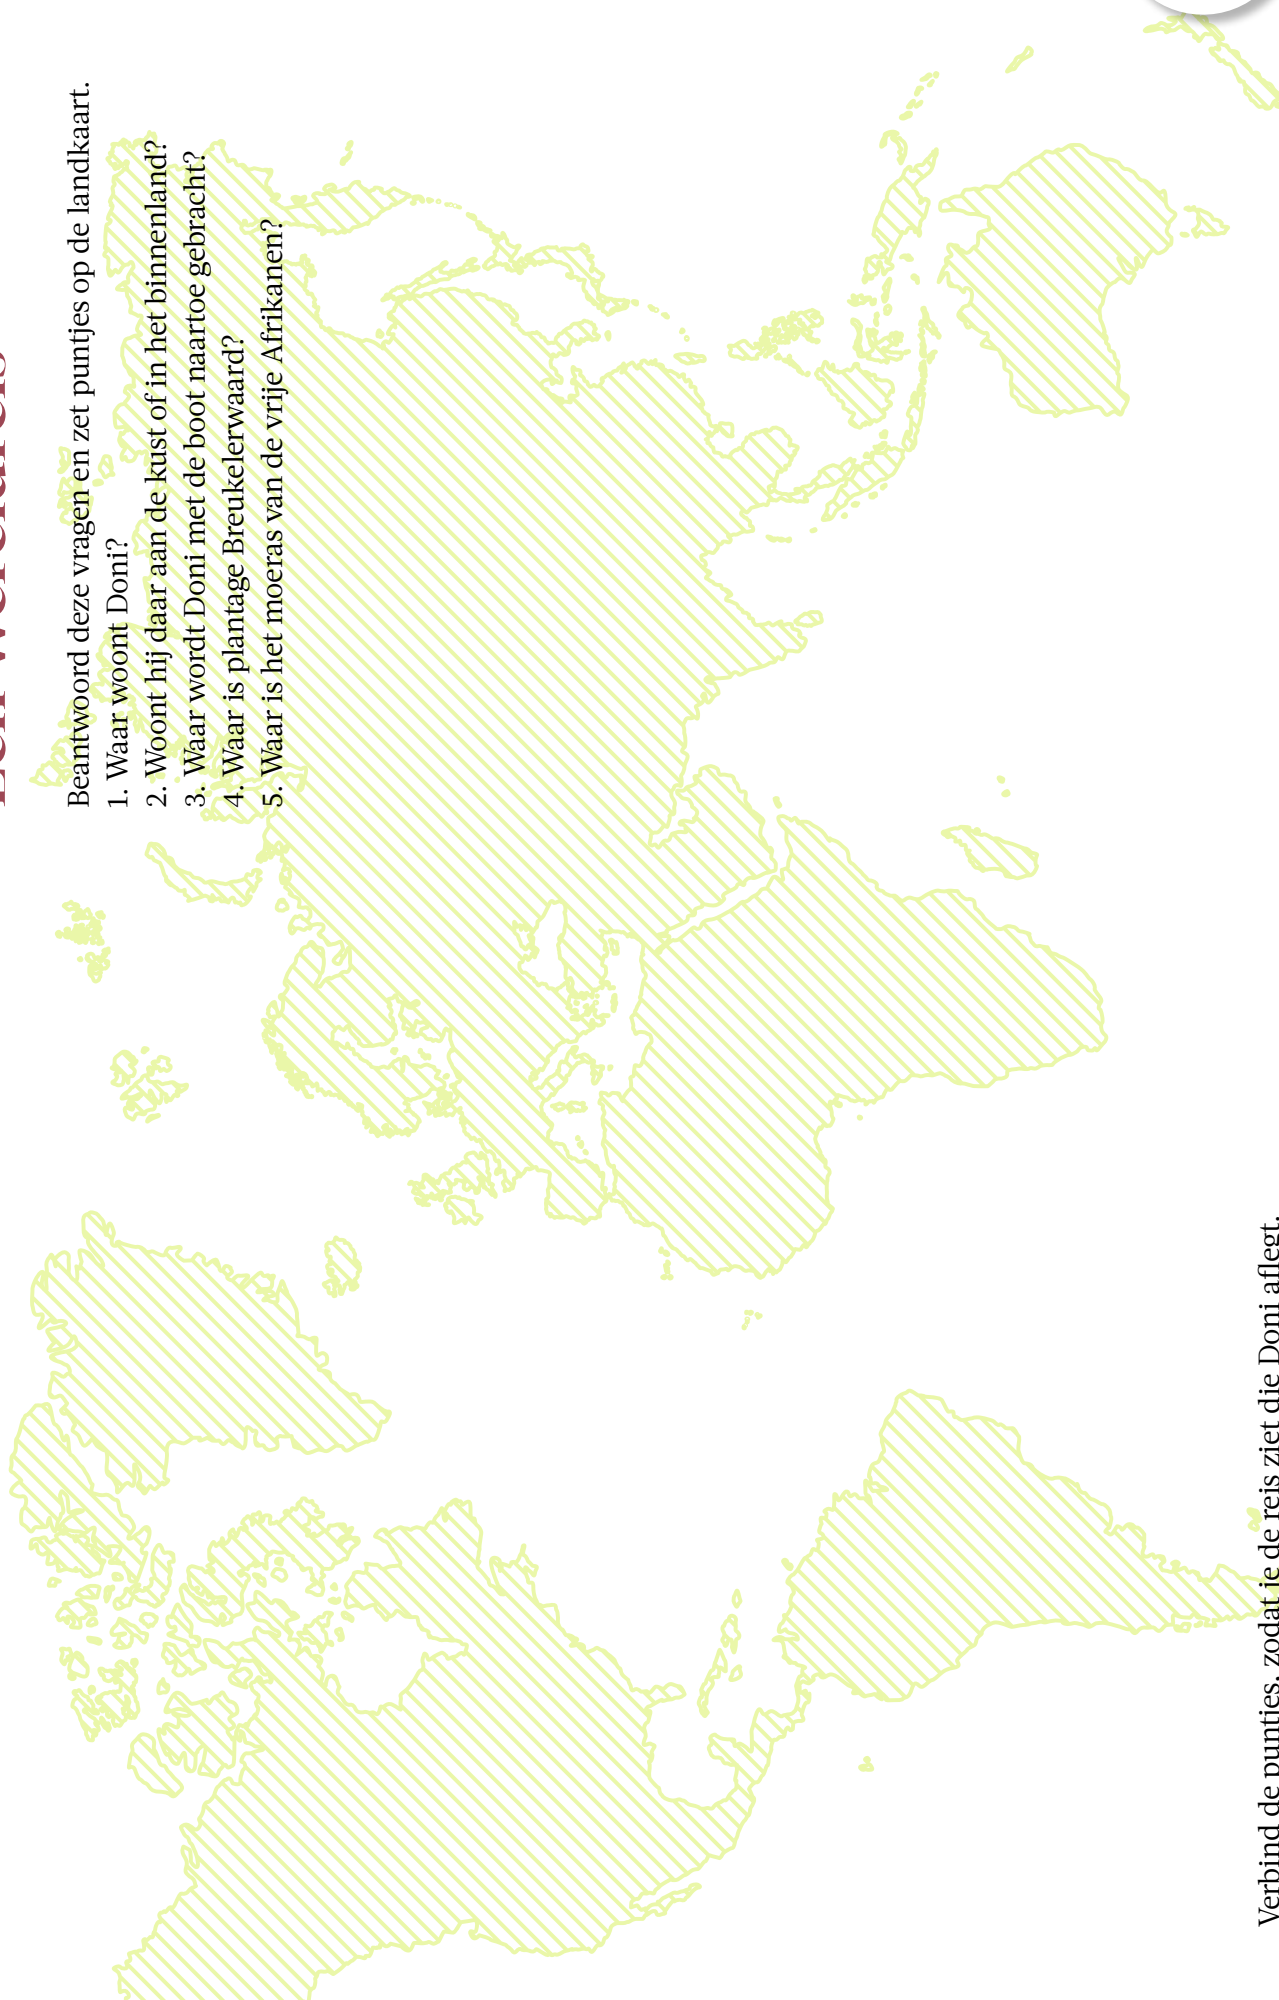 Een wereldreis
Beantwoord deze vragen en zet puntjes op de landkaart.
1. Waar woont Doni?
2. Woont hij daar aan de kust of in het binnenland?
3. Waar wordt Doni met de boot naartoe gebracht?
4. Waar is plantage Breukelerwaard?
5. Waar is het moeras van de vrije Afrikanen?
Verbind de puntjes, zodat je de reis ziet die Doni aflegt.